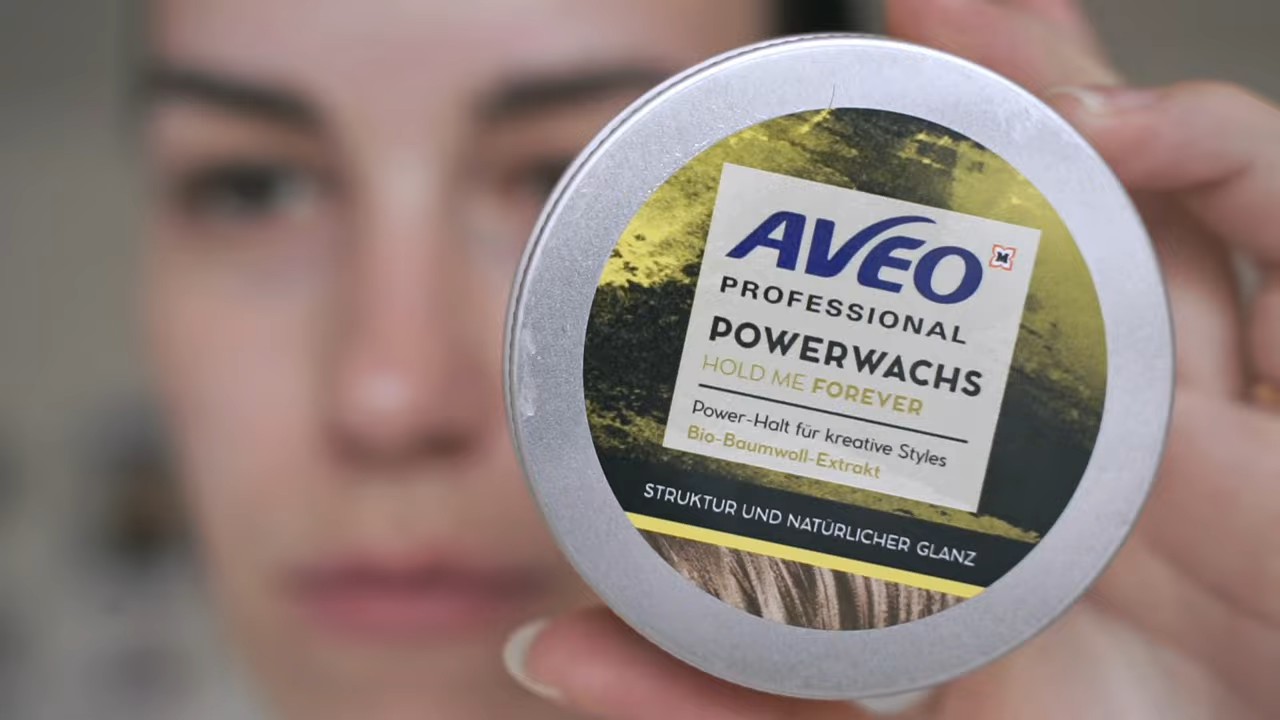 AVEO
M
PROFESSIONAL
POWERWACHS
HOLD ME FOREVER
Power-Halt für kreative Styles
Bio-Baumwoll-Extrakt
STRUKTUR UND NATÜRLICHER GLANZ